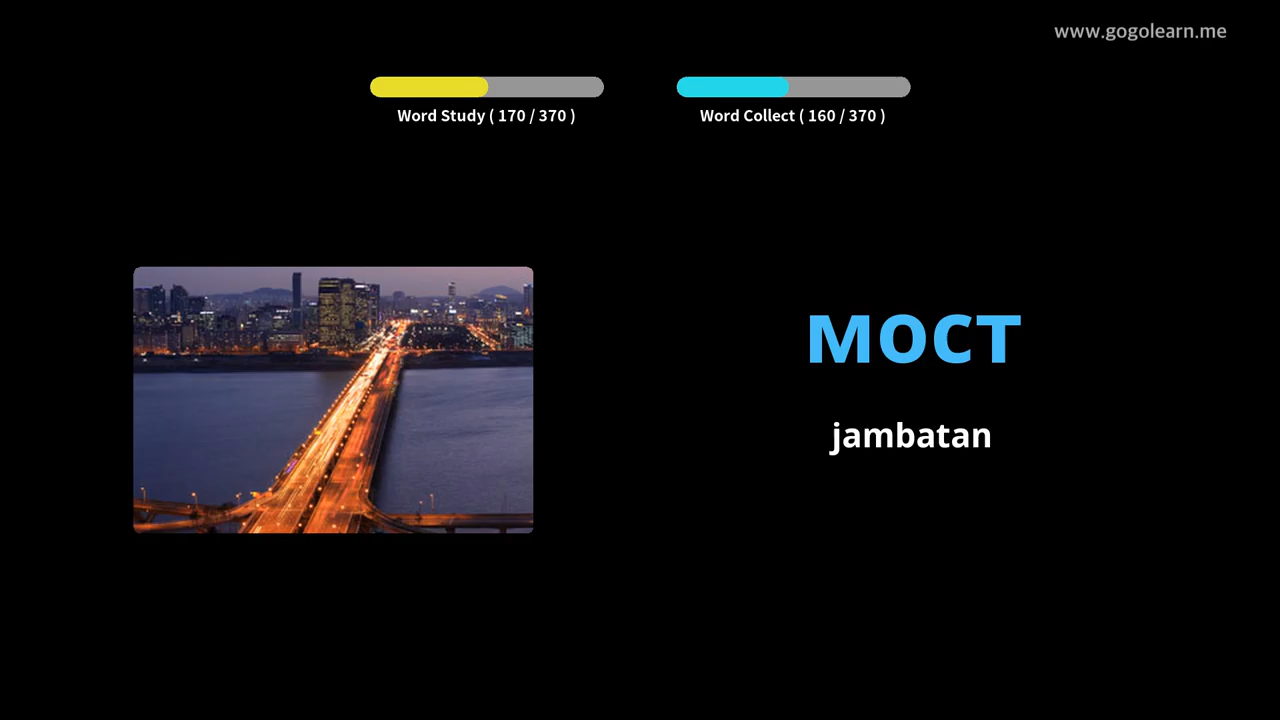 www.gogolearn.me
Word Study ( 170 / 370 )
Word Collect ( 160 / 370 )
мост
jambatan